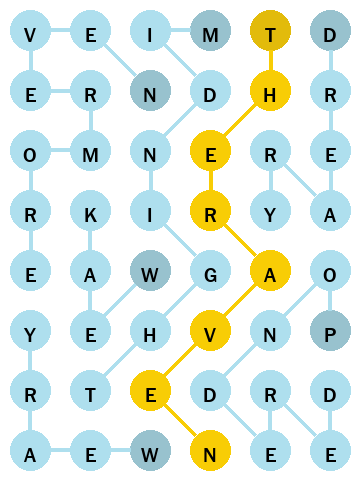 V E I M T D
E R N D H R
O M N E R E
R K I R Y A
E A W G A O
Y E H V N P
R T E D R D
A E W N E E